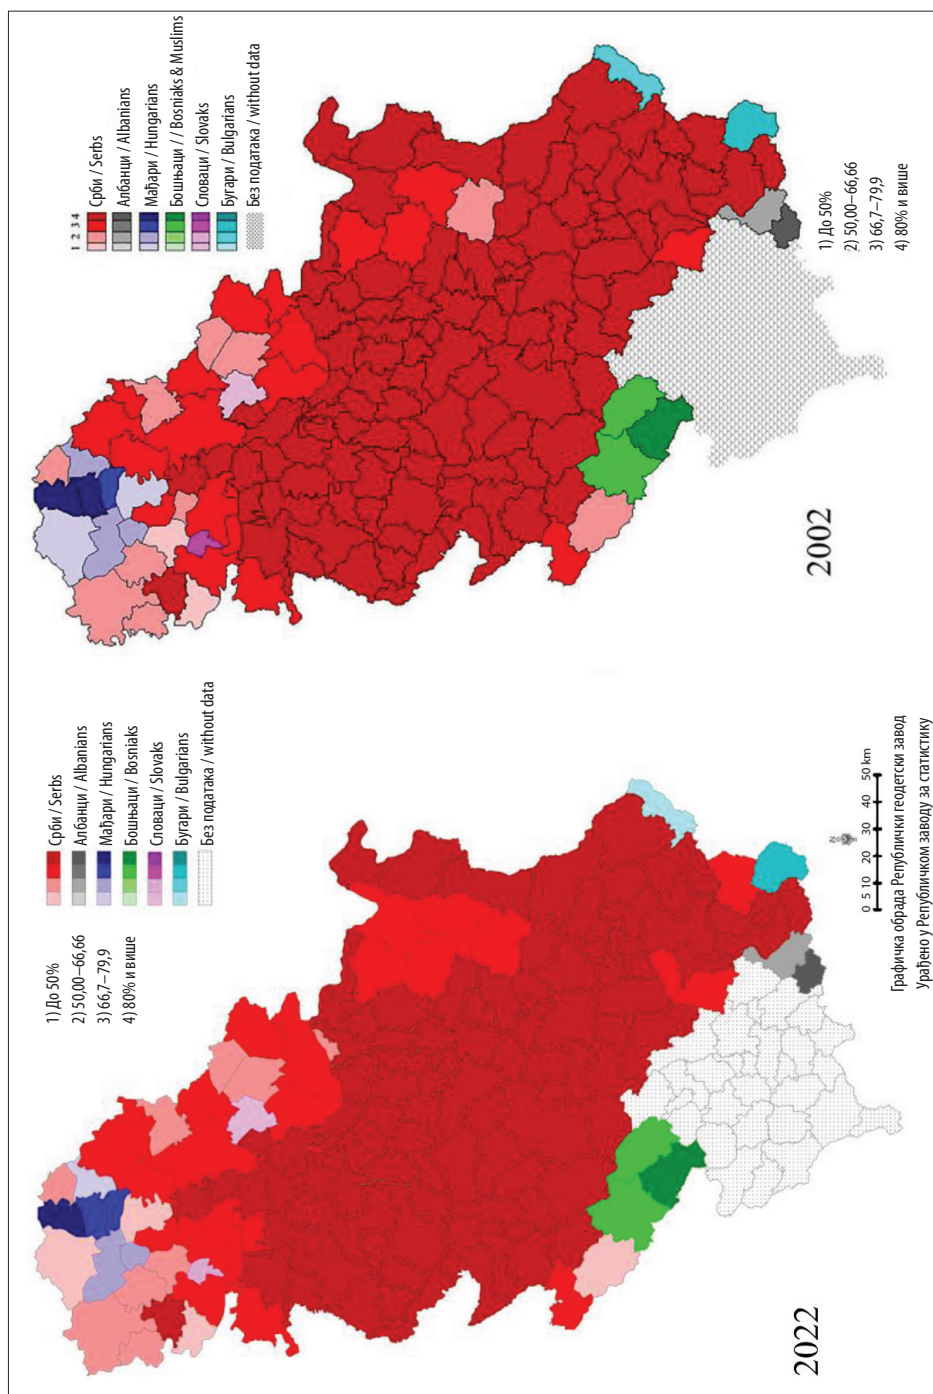 1 2 3 4
Срби / Serbs
Албанци / Albanians
Мађари / Hungarians
Бошњаци // Bosniaks & Muslims
Словаци / Slovaks
Бугари / Bulgarians
Без података / without data
1) До 50%
2) 50,00–66,66
3) 66,7–79,9
4) 80% и више
2002
Срби / Serbs
Албанци / Albanians
Мађари / Hungarians
Бошњаци / Bosniaks
Словаци / Slovaks
Бугари / Bulgarians
Без података / without data
1) До 50%
2) 50,00–66,66
3) 66,7–79,9
4) 80% и више
2022
0 5 10 20 30 40 50 km
Графичка обрада Републички геодетски завод
Урађено у Републичком заводу за статистику